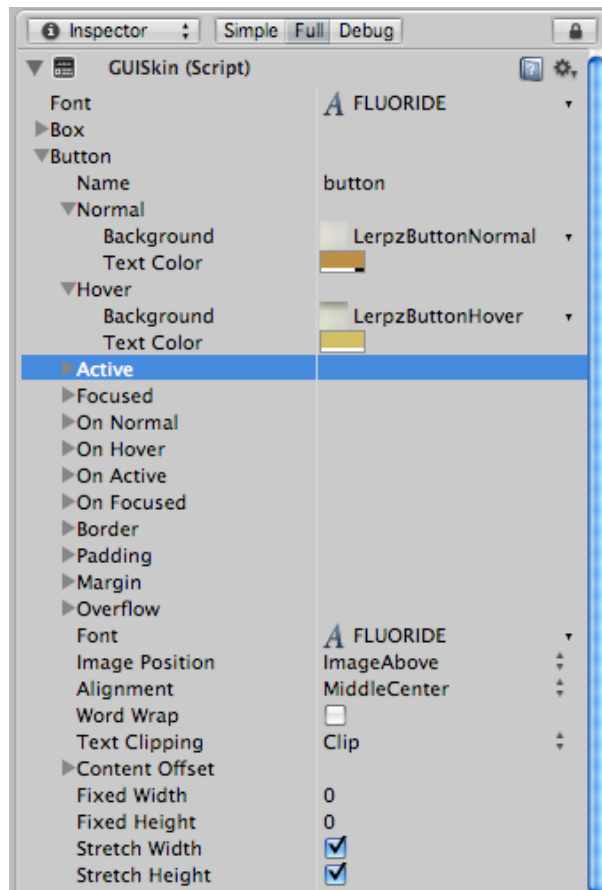 Inspector Simple Full Debug
GUISkin (Script)
Font A FLUORIDE
Box
Button
Name button
Normal
Background LerpzButtonNormal
Text Color
Hover
Background LerpzButtonHover
Text Color
Active
Focused
On Normal
On Hover
On Active
On Focused
Border
Padding
Margin
Overflow
Font A FLUORIDE
Image Position ImageAbove
Alignment MiddleCenter
Word Wrap
Text Clipping Clip
Content Offset
Fixed Width 0
Fixed Height 0
Stretch Width
Stretch Height